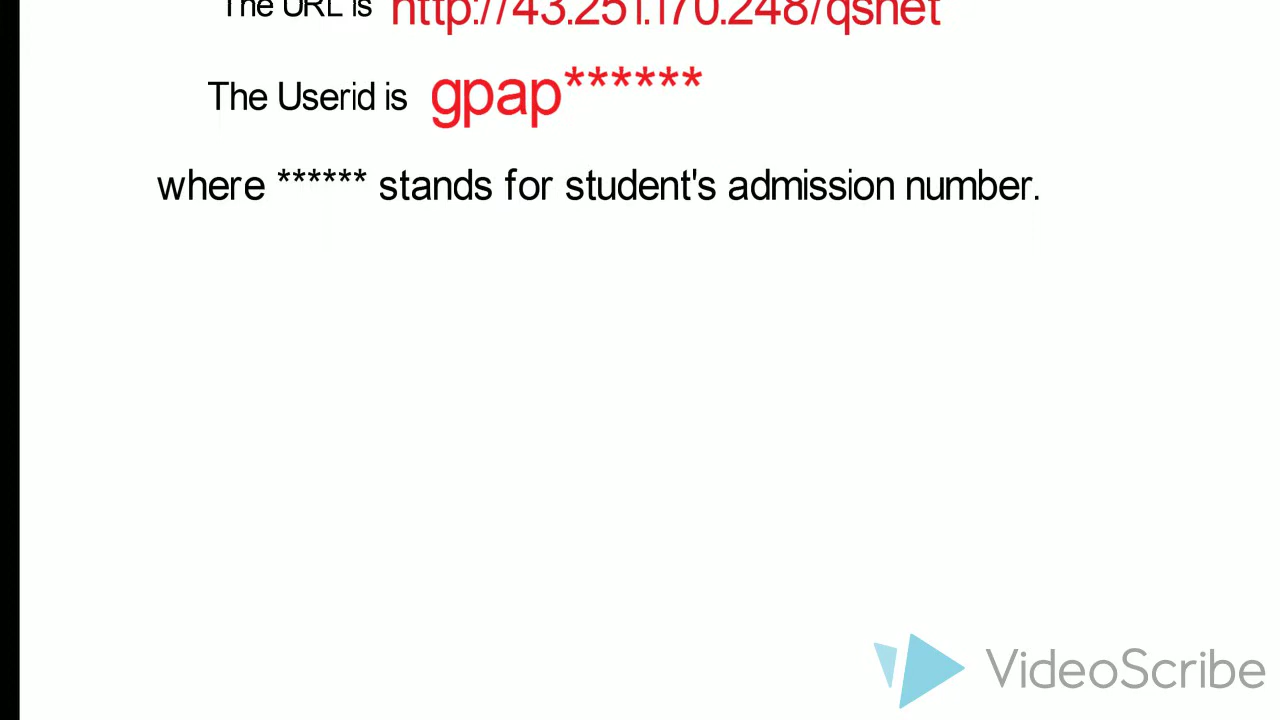 The URL is http://43.251.170.248/qsnet
The Userid is gpap******
where ****** stands for student's admission number.
VideoScribe